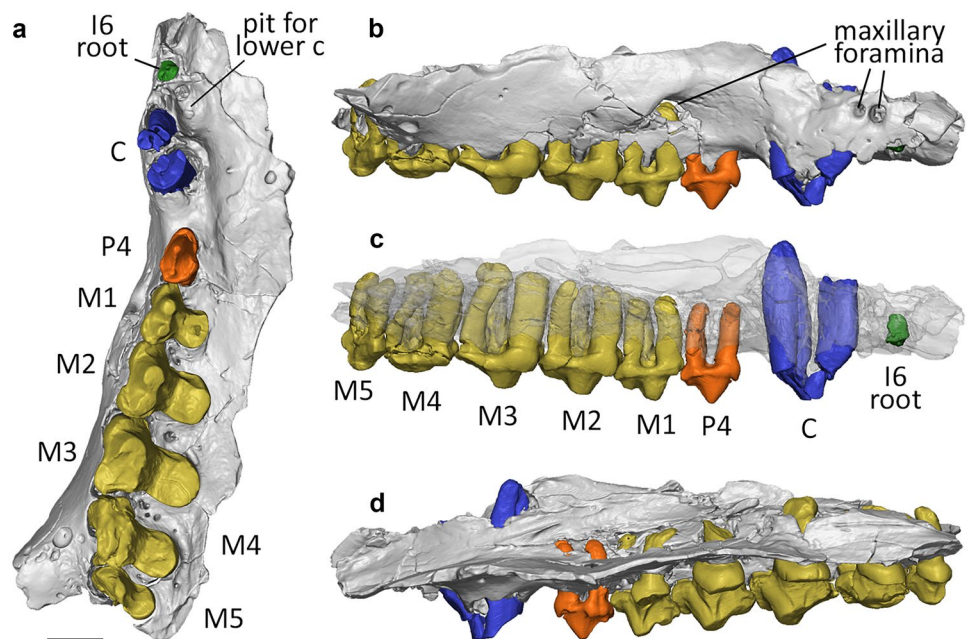 a
I6
root
pit for
lower c
C
P4
M1
M2
M3
M4
M5
b
maxillary
foramina
c
M5
M4
M3
M2
M1
P4
C
I6
root
d